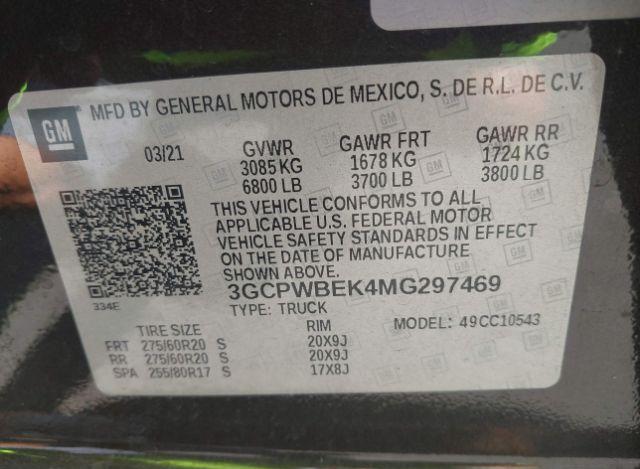 GM MFD BY GENERAL MOTORS DE MEXICO, S. DE R.L. DE C.V.
03/21 GVWR GAWR FRT GAWR RR
3085 KG 1678 KG 1724 KG
6800 LB 3700 LB 3800 LB
THIS VEHICLE CONFORMS TO ALL
APPLICABLE U.S. FEDERAL MOTOR
VEHICLE SAFETY STANDARDS IN EFFECT
ON THE DATE OF MANUFACTURE
SHOWN ABOVE.
334E 3GCPWBEK4MG297469
TYPE: TRUCK MODEL: 49CC10543
TIRE SIZE RIM
FRT 275/60R20 S 20X9J
RR 275/60R20 S 20X9J
SPA 255/80R17 S 17X8J